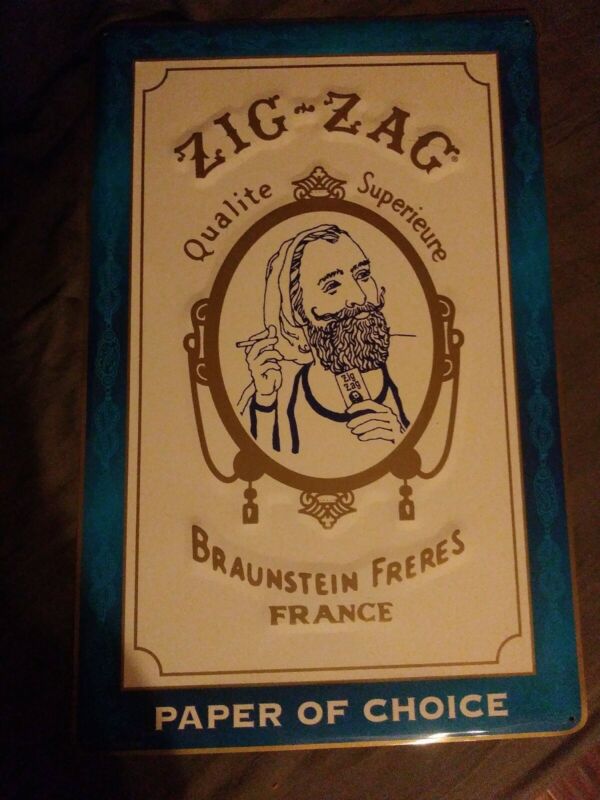 ZIG-ZAG®
Qualite Superieure
Zig
Zag
BRAUNSTEIN FRERES
FRANCE
PAPER OF CHOICE